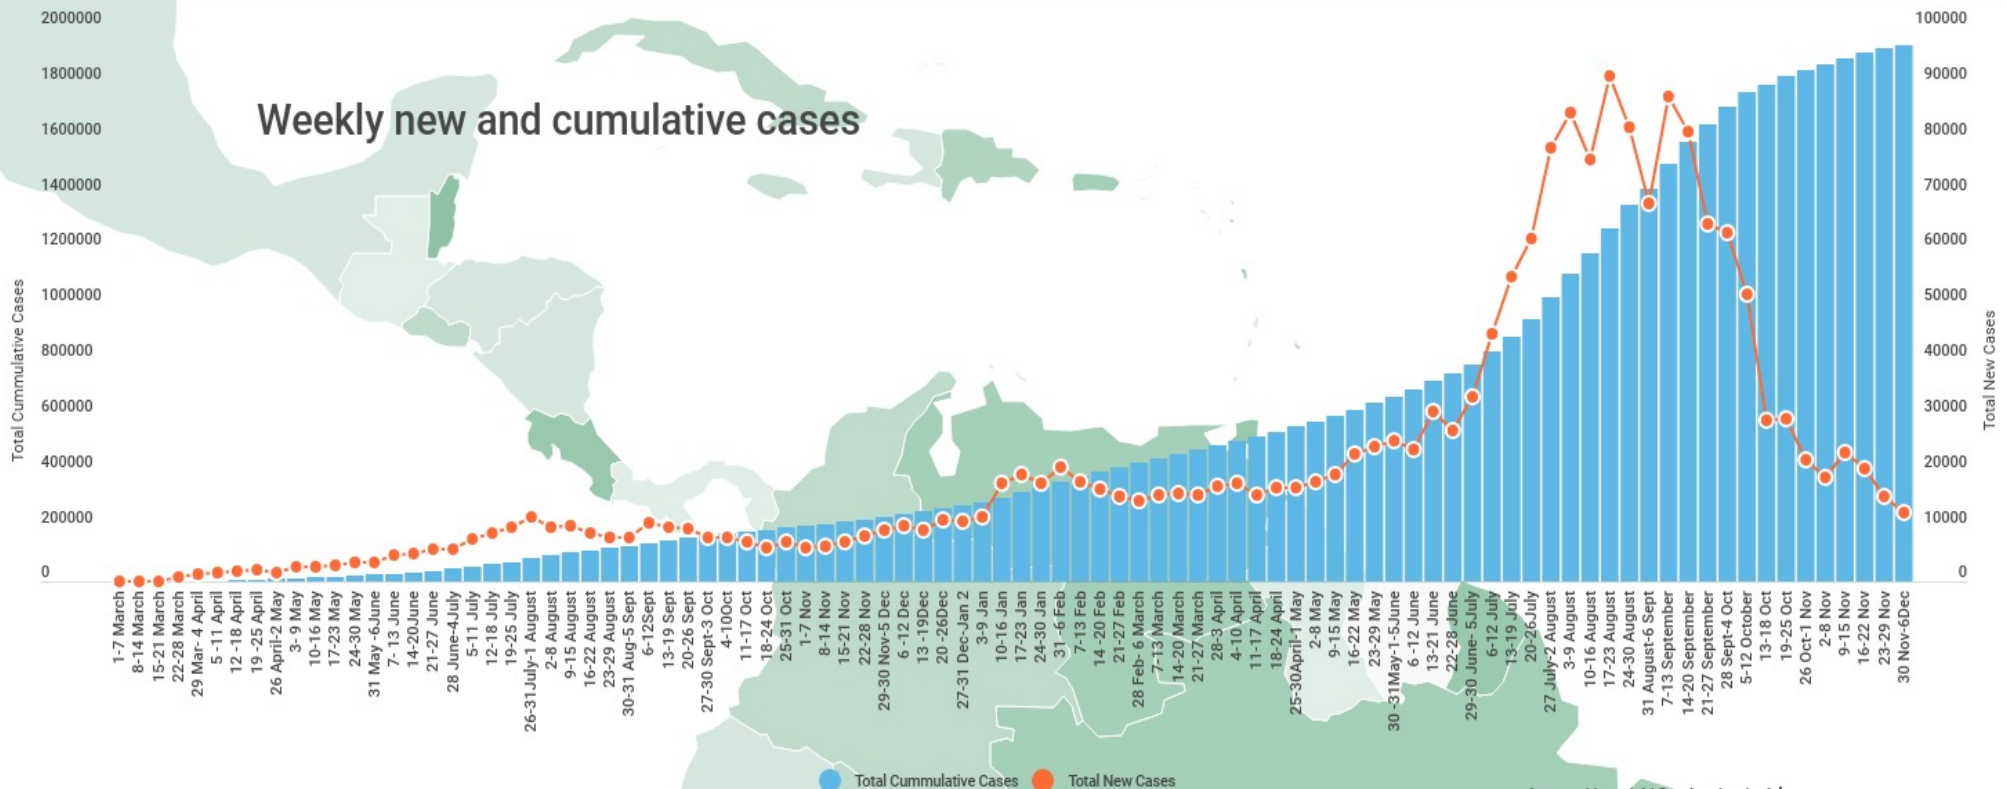 Weekly new and cumulative cases
2000000
1800000
1600000
1400000
1200000
1000000
800000
600000
400000
200000
0
Total Cummulative Cases
100000
90000
80000
70000
60000
50000
40000
30000
20000
10000
0
Total New Cases
1-7 March
8-14 March
15-21 March
22-28 March
29 Mar- 4 April
5-11 April
12-18 April
19 -25 April
26 April-2 May
3- 9 May
10-16 May
17-23 May
24-30 May
31 May -6June
7-13 June
14-20June
21-27 June
28 June-4July
5-11 July
12-18 July
19-25 July
26-31July-1 August
2-8 August
9-15 August
16-22 August
23-29 August
30-31 Aug-5 Sept
6-12Sept
13-19 Sept
20-26 Sept
27-30 Sept-3 Oct
4-10Oct
11-17 Oct
18-24 Oct
25-31 Oct
1-7 Nov
8-14 Nov
15-21 Nov
22-28 Nov
29-30 Nov-5 Dec
6 -12 Dec
13 -19Dec
20 -26Dec
27-31 Dec-Jan 2
3-9 Jan
10-16 Jan
17-23 Jan
24-30 Jan
31-6 Feb
7-13 Feb
14 -20 Feb
21-27 Feb
28 Feb- 6 March
7-13 March
14-20 March
21-27 March
28-3 April
4-10 April
11-17 April
18-24 April
25-30April-1 May
2-8 May
9-15 May
16-22 May
23-29 May
30 -31May-1-5June
6 -12 June
13-21 June
22-28-June
29-30 June- 5July
6-12 July
13-19 July
20-26July
27 July-2 August
3-9 August
10-16 August
17-23 August
24-30 August
31 August-6 Sept
7-13 September
14-20 September
21-27 September
28 Sept-4 Oct
5-12 October
13-18 Oct
19-25 Oct
26 Oct-1 Nov
2-8 Nov
9-15 Nov
16-22 Nov
23-29 Nov
30 Nov-6Dec
Total Cummulative Cases
Total New Cases